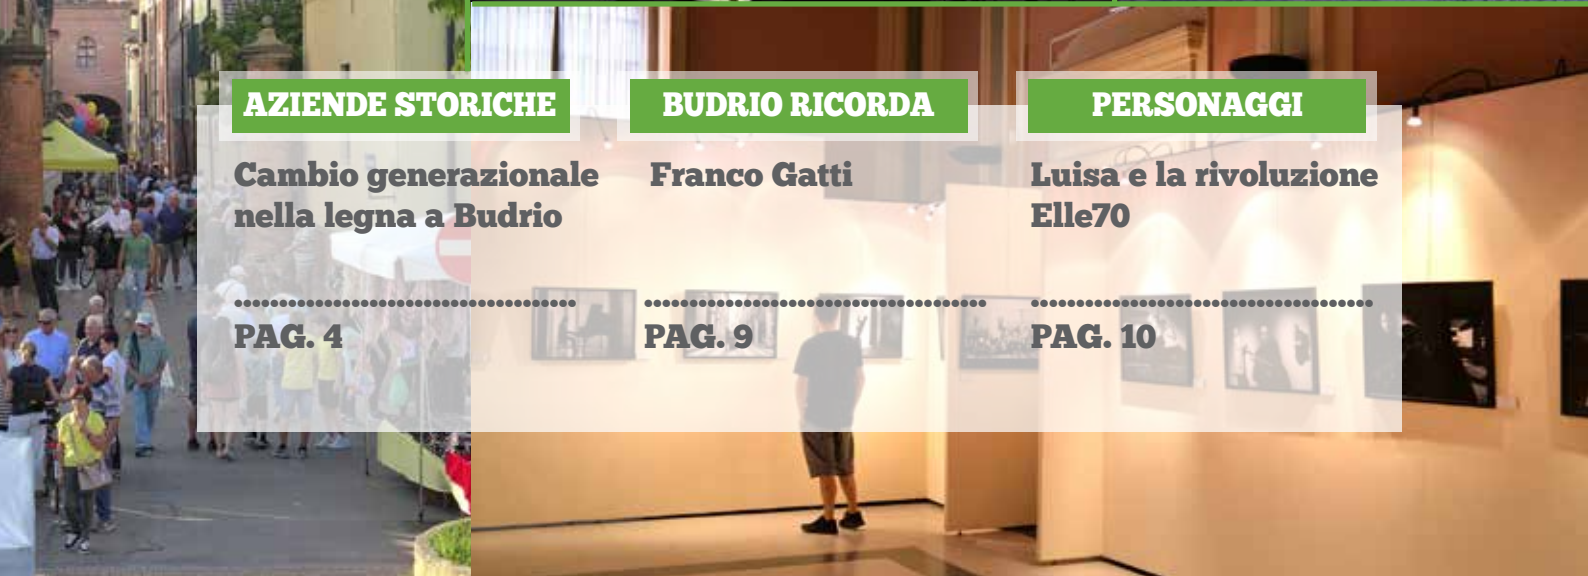 AZIENDE STORICHE
Cambio generazionale
nella legna a Budrio
PAG. 4
BUDRIO RICORDA
Franco Gatti
PAG. 9
PERSONAGGI
Luisa e la rivoluzione
Elle70
PAG. 10